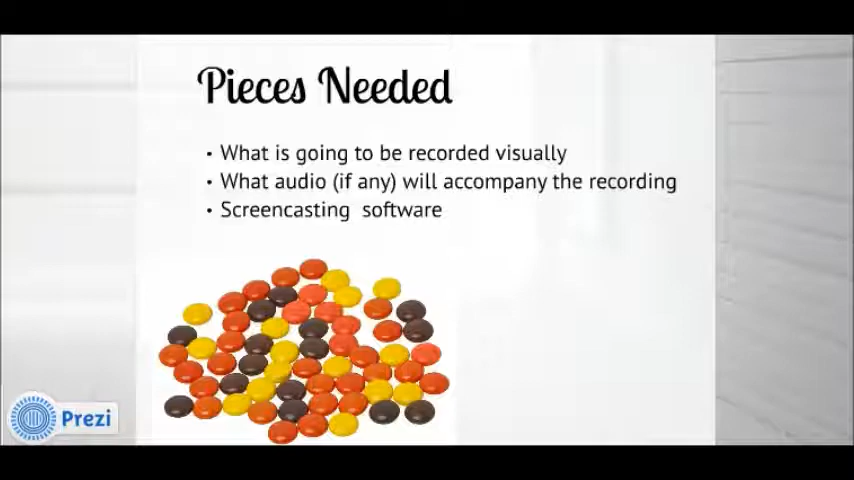 Pieces Needed
• What is going to be recorded visually
• What audio (if any) will accompany the recording
• Screencasting software
Prezi